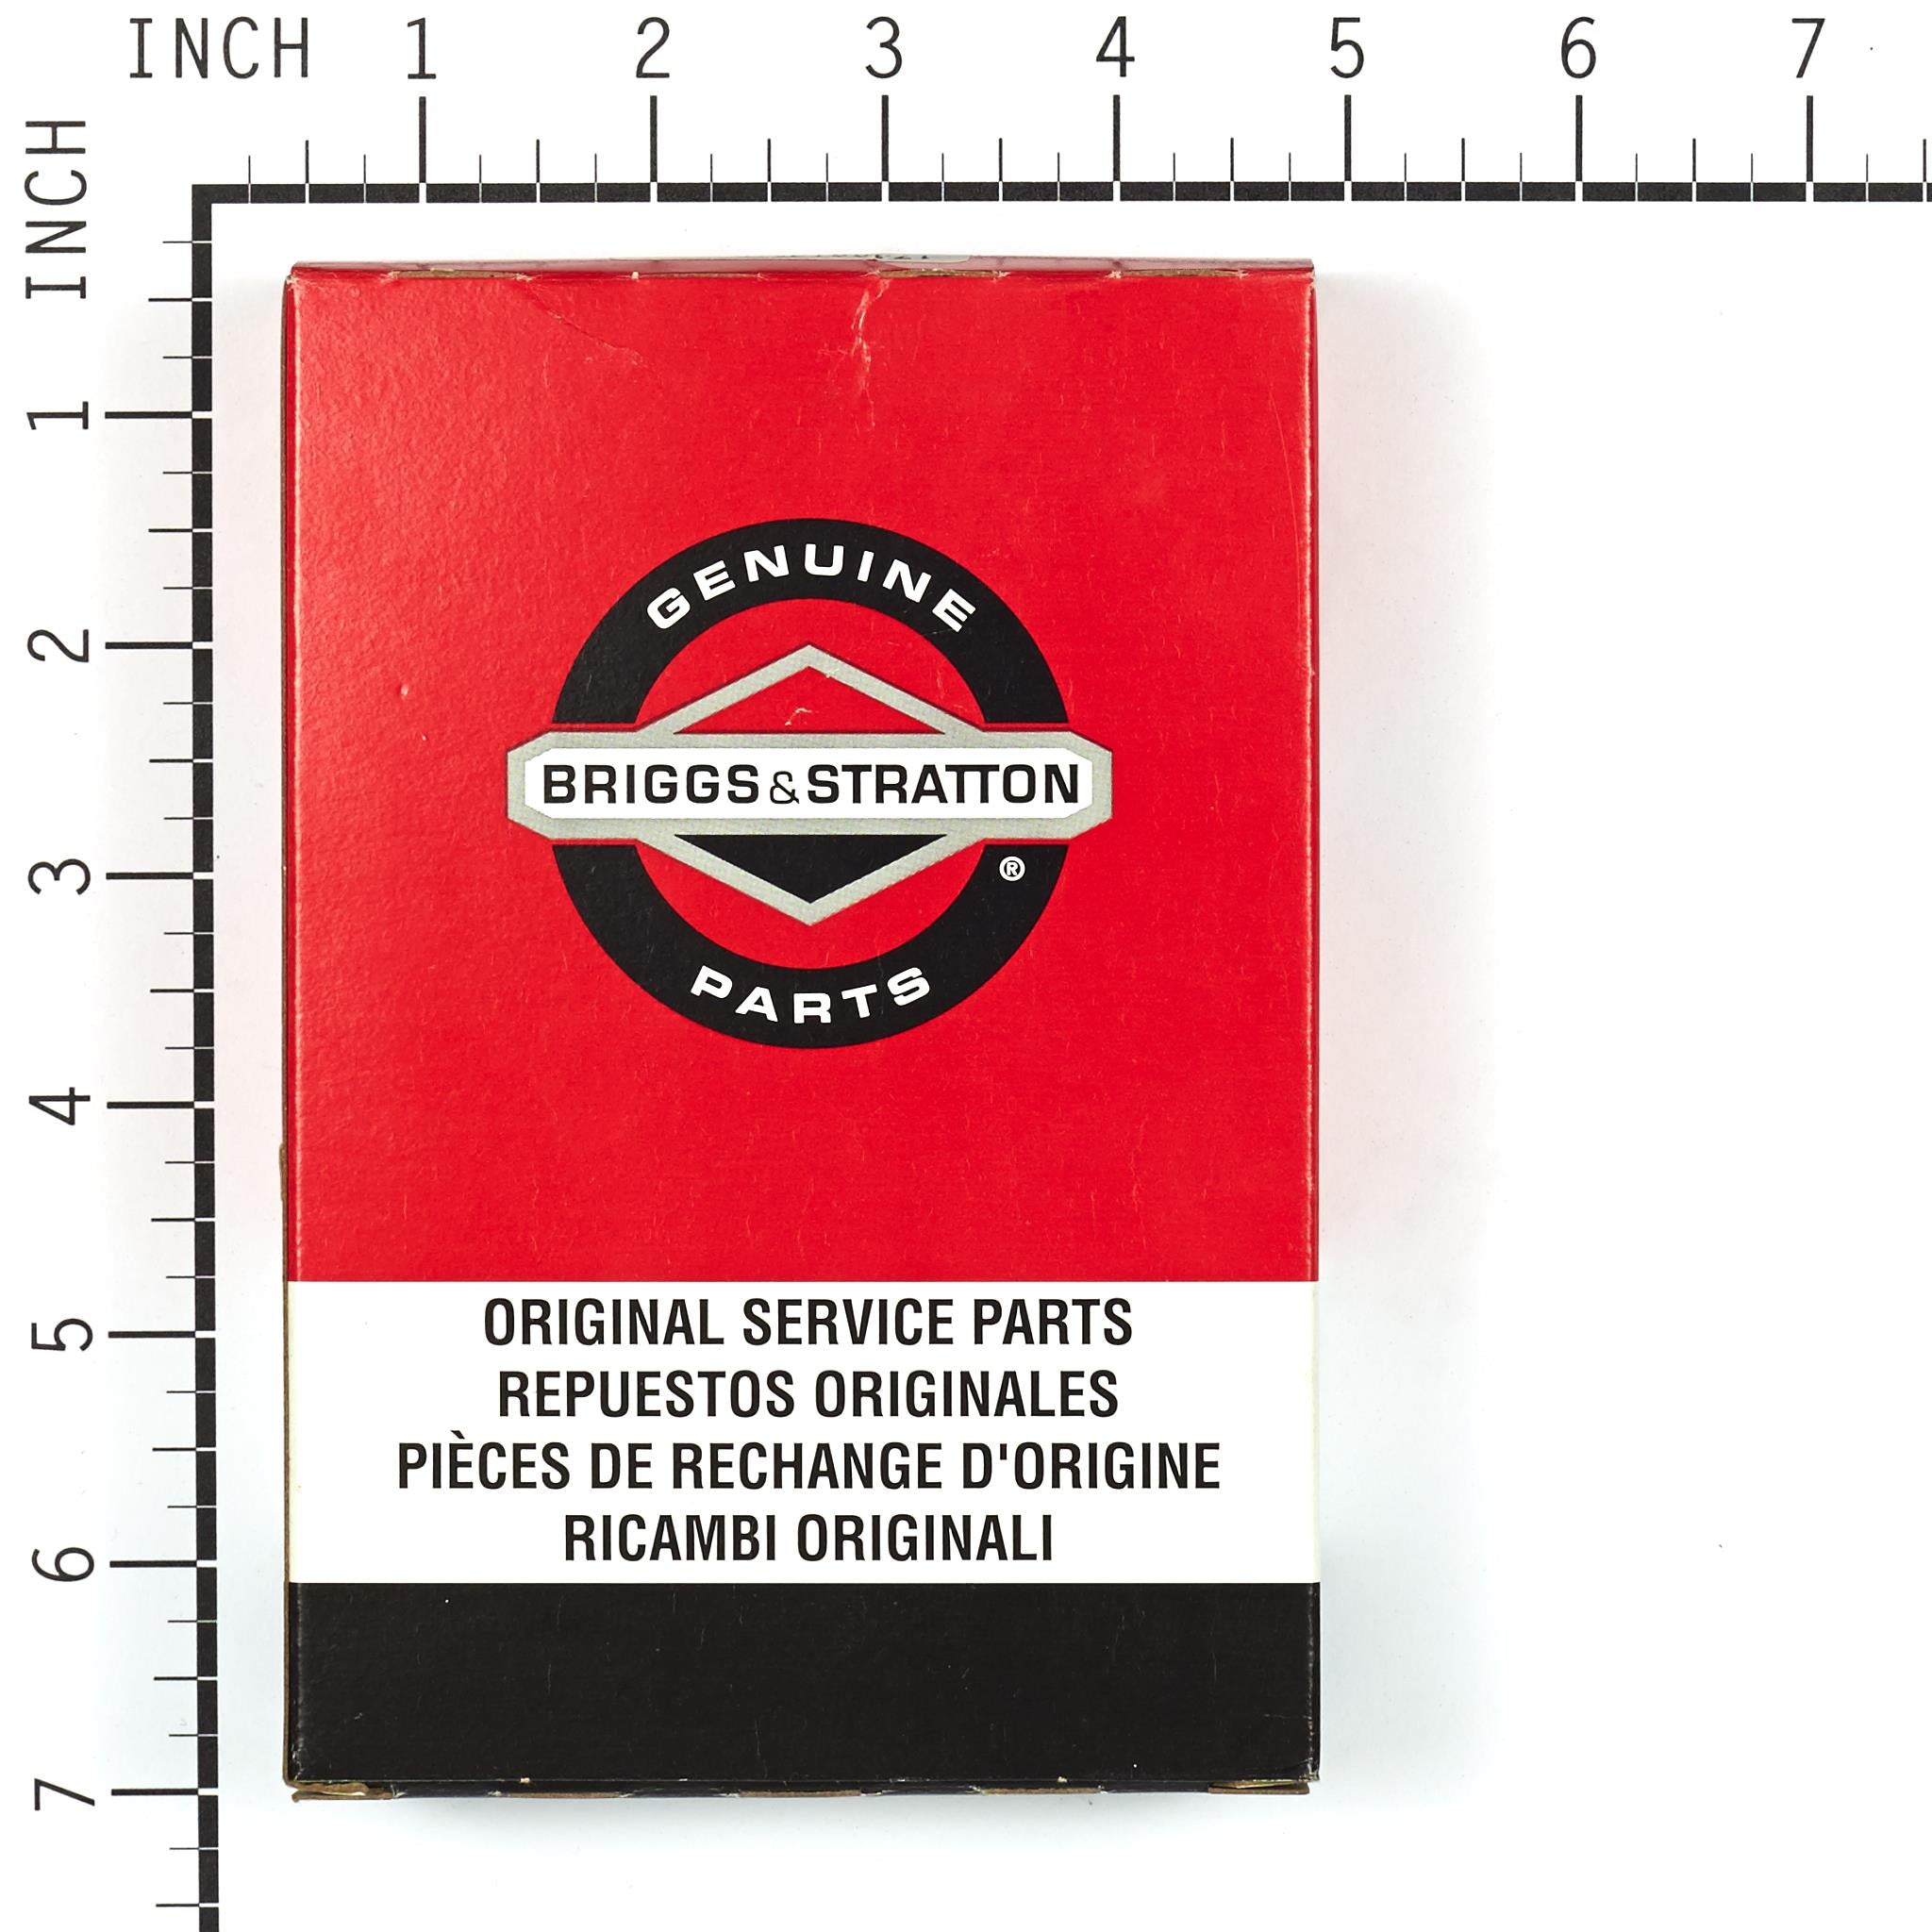 INCH 1 2 3 4 5 6 7
INCH 1 2 3 4 5 6 7
GENUINE
BRIGGS & STRATTON
®
PARTS
ORIGINAL SERVICE PARTS
REPUESTOS ORIGINALES
PIÈCES DE RECHANGE D'ORIGINE
RICAMBI ORIGINALI